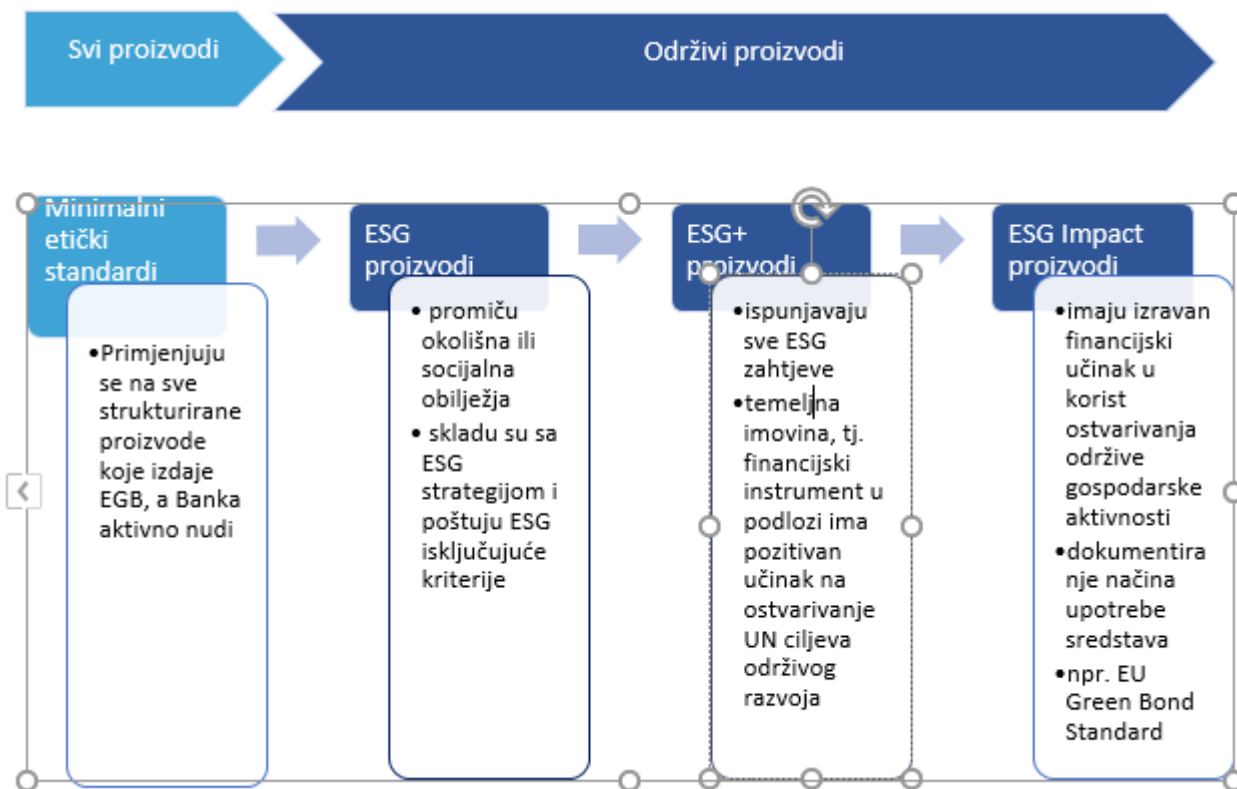 Svi proizvodi
Održivi proizvodi
Minimalni
etički
standardi
•Primjenjuju
se na sve
strukturirane
proizvode
koje izdaje
EGB, a Banka
aktivno nudi
ESG
proizvodi
• promiču
okolišna ili
socijalna
obilježja
• skladu su sa
ESG
strategijom i
poštuju ESG
isključujuće
kriterije
ESG+
proizvodi
•ispunjavaju
sve ESG
zahtjeve
•temeljna
imovina, tj.
financijski
instrument u
podlozi ima
pozitivan
učinak na
ostvarivanje
UN ciljeva
održivog
razvoja
ESG Impact
proizvodi
•imaju izravan
financijski
učinak u
korist
ostvarivanja
održive
gospodarske
aktivnosti
•dokumentira
nje načina
upotrebe
sredstava
•npr. EU
Green Bond
Standard